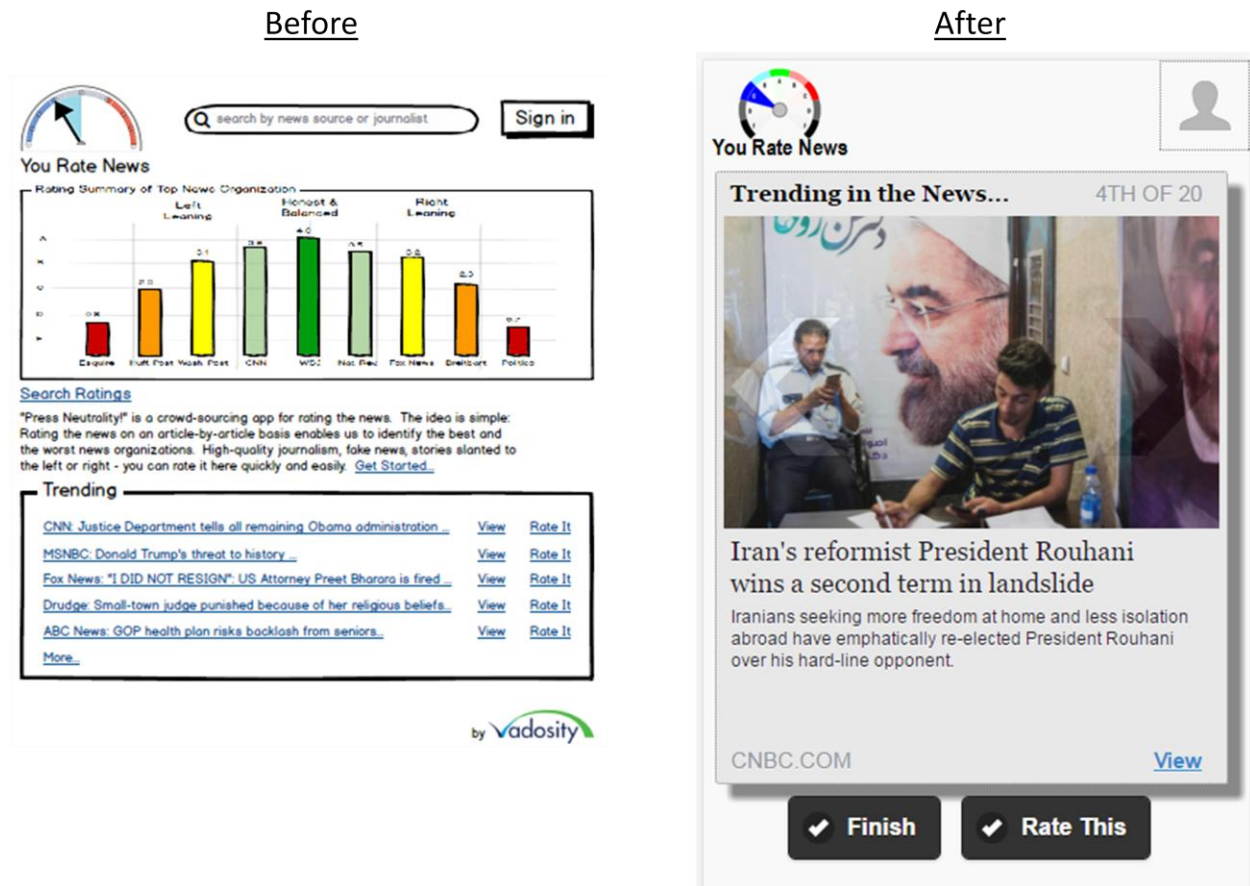 Before
After
search by news source or journalist
Sign in
You Rate News
Rating Summary of Top News Organization
Left
Leaning
Honest &
Balanced
Right
Leaning
A
4.0
2.3
Esquire
Huff Post
Wash Post
CNN
WSJ
Fox News
Breitbart
Politico
Search Ratings
"Press Neutrality!" is a crowd-sourcing app for rating the news. The idea is simple:
Rating the news on an article-by-article basis enables us to identify the best and
the worst news organizations. High-quality journalism, fake news, stories slanted to
the left or right - you can rate it here quickly and easily. Get Started...
Trending
CNN: Justice Department tells all remaining Obama administration ... View Rate It
MSNBC: Donald Trump's threat to history ... View Rate It
Fox News: "I DID NOT RESIGN": US Attorney Preet Bharara is fired ... View Rate It
Drudge: Small-town judge punished because of her religious beliefs... View Rate It
ABC News: GOP health plan risks backlash from seniors... View Rate It
More...
by Vadosity
You Rate News
Trending in the News...
4TH OF 20
Iran's reformist President Rouhani
wins a second term in landslide
Iranians seeking more freedom at home and less isolation
abroad have emphatically re-elected President Rouhani
over his hard-line opponent.
CNBC.COM
View
Finish
Rate This